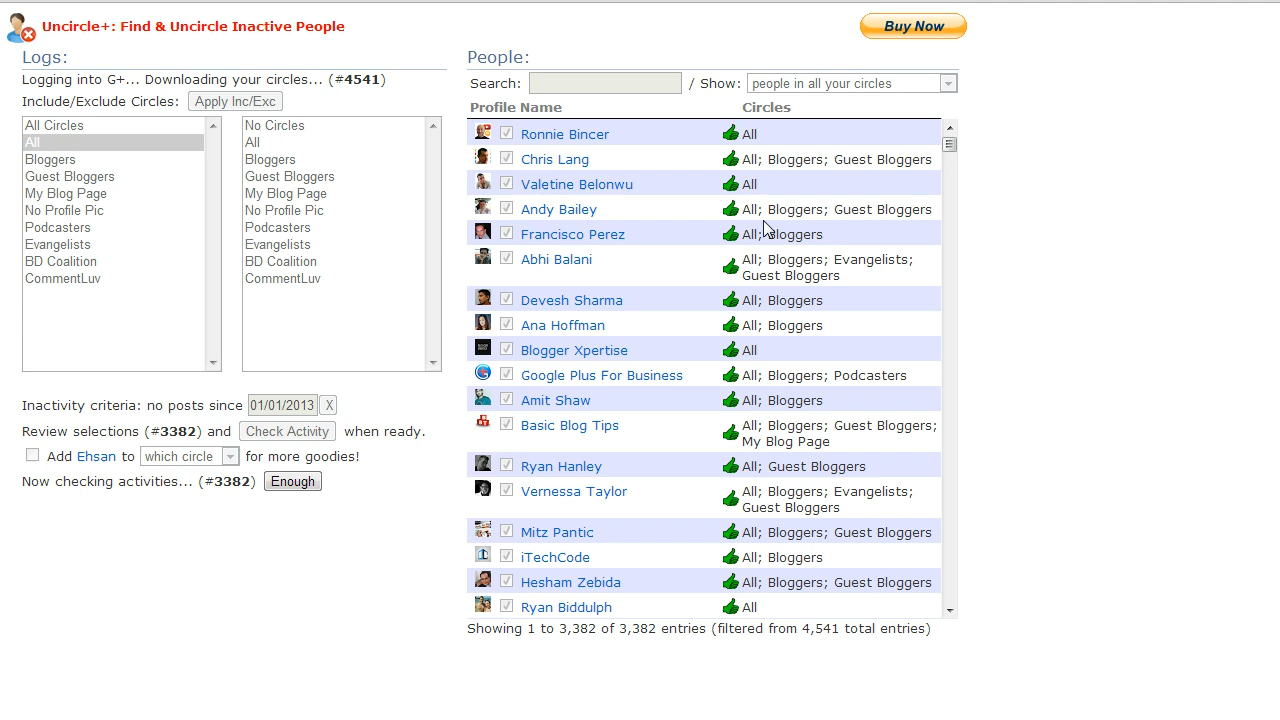 Uncircle+: Find & Uncircle Inactive People
Buy Now
Logs:
Logging into G+... Downloading your circles... (#4541)
Include/Exclude Circles: Apply Inc/Exc
All Circles
All
Bloggers
Guest Bloggers
My Blog Page
No Profile Pic
Podcasters
Evangelists
BD Coalition
CommentLuv
No Circles
All
Bloggers
Guest Bloggers
My Blog Page
No Profile Pic
Podcasters
Evangelists
BD Coalition
CommentLuv
Inactivity criteria: no posts since 01/01/2013 X
Review selections (#3382) and Check Activity when ready.
Add Ehsan to which circle for more goodies!
Now checking activities... (#3382) Enough
People:
Search: / Show: people in all your circles
Profile Name Circles
Ronnie Bincer All
Chris Lang All; Bloggers; Guest Bloggers
Valetine Belonwu All
Andy Bailey All; Bloggers; Guest Bloggers
Francisco Perez All; Bloggers
Abhi Balani All; Bloggers; Evangelists;
Guest Bloggers
Devesh Sharma All; Bloggers
Ana Hoffman All; Bloggers
Blogger Xpertise All
Google Plus For Business All; Bloggers; Podcasters
Amit Shaw All; Bloggers
Basic Blog Tips All; Bloggers; Guest Bloggers;
My Blog Page
Ryan Hanley All; Guest Bloggers
Vernessa Taylor All; Bloggers; Evangelists;
Guest Bloggers
Mitz Pantic All; Bloggers; Guest Bloggers
iTechCode All; Bloggers
Hesham Zebida All; Bloggers; Guest Bloggers
Ryan Biddulph All
Showing 1 to 3,382 of 3,382 entries (filtered from 4,541 total entries)